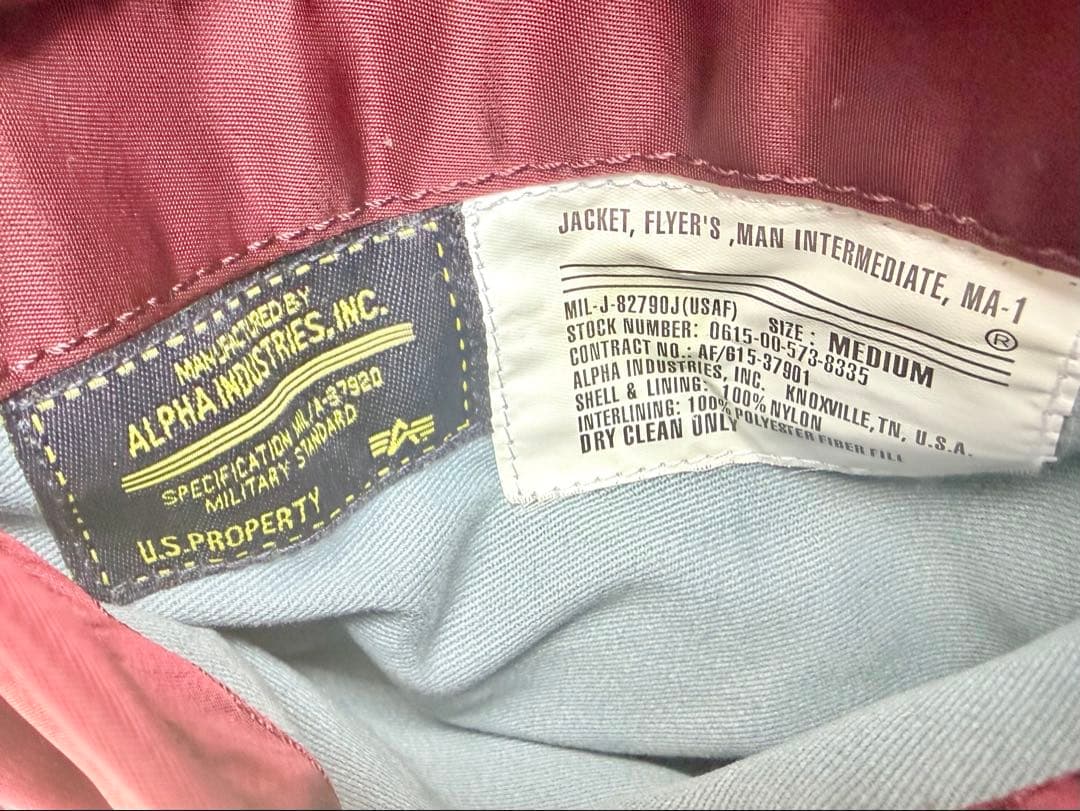 MANUFACTURED BY
ALPHA INDUSTRIES, INC.
SPECIFICATION MIL/A-8792Q
MILITARY STANDARD
U.S.PROPERTY
JACKET, FLYER'S ,MAN INTERMEDIATE, MA-1
®
MIL-J-82790J(USAF) SIZE : MEDIUM
STOCK NUMBER: 0615-00-573-8335
CONTRACT NO.: AF/615-37901
ALPHA INDUSTRIES, INC. KNOXVILLE, TN, U.S.A.
SHELL & LINING: 100% NYLON
INTERLINING: 100% POLYESTER FIBER FILL
DRY CLEAN ONLY